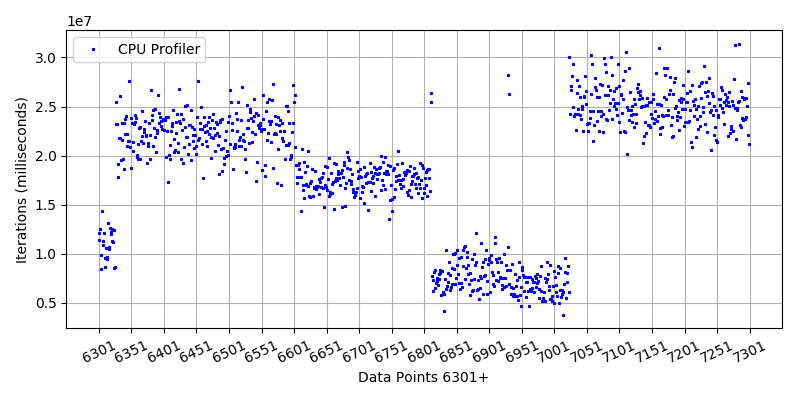 1e7
CPU Profiler
3.0
2.5
2.0
1.5
1.0
0.5
Iterations (milliseconds)
6301 6351 6401 6451 6501 6551 6601 6651 6701 6751 6801 6851 6901 6951 7001 7051 7101 7151 7201 7251 7301
Data Points 6301+